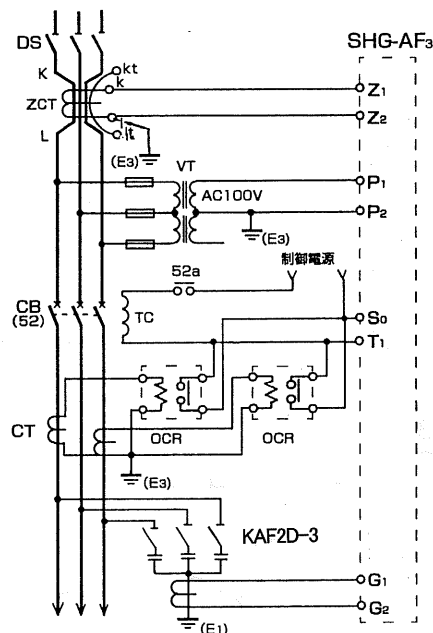 DS
SHG-AF₃
K
kt
k
ZCT
l
lt
L
(E₃)
Z₁
Z₂
VT
AC100V
P₁
P₂
(E₃)
制御電源
52a
CB
(52)
TC
S₀
T₁
CT
OCR
OCR
(E₃)
KAF2D-3
G₁
G₂
(E₁)